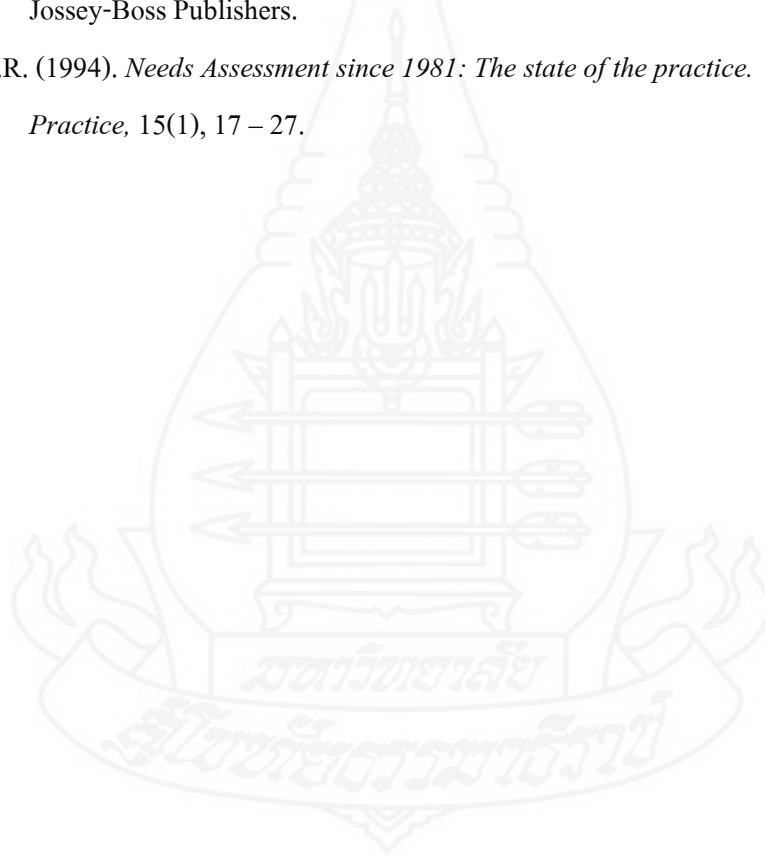 Jossey-Boss Publishers.
.R. (1994). Needs Assessment since 1981: The state of the practice.
Practice, 15(1), 17 – 27.
มหาวิทยาลัย
สุโขทัยธรรมาธิราช